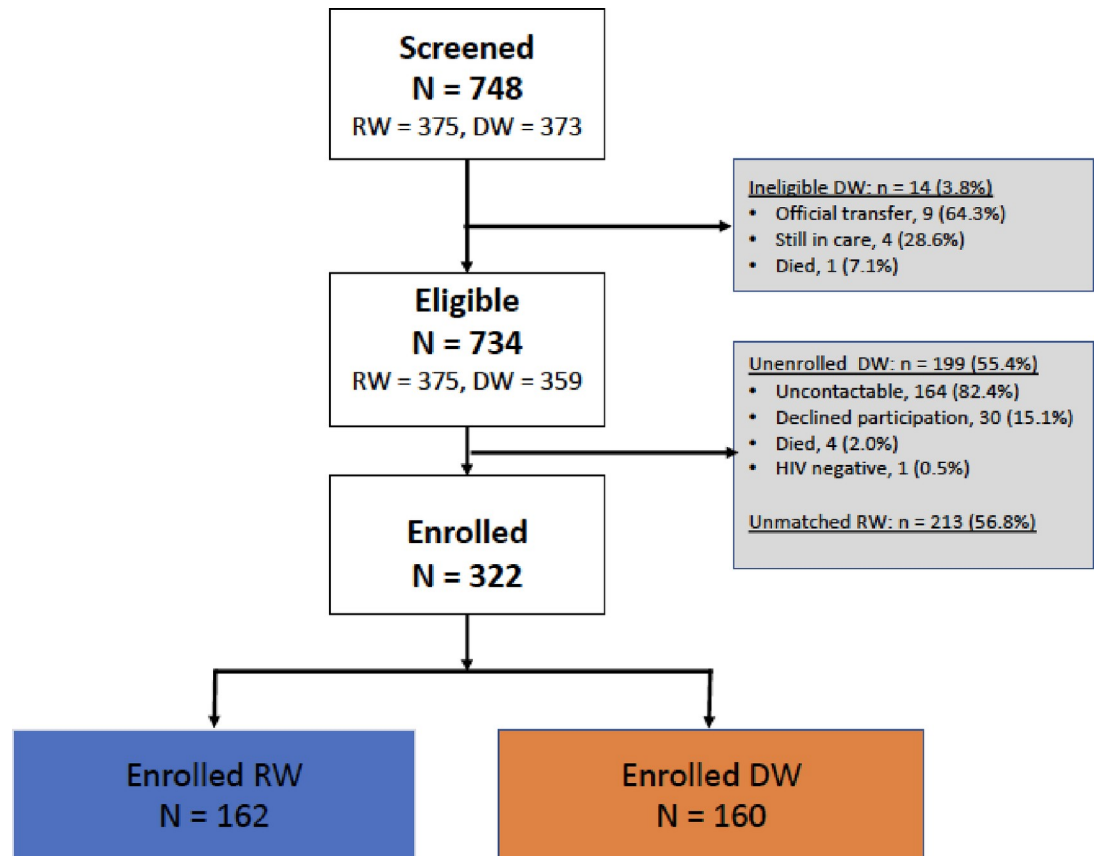 Screened
N = 748
RW = 375, DW = 373
Ineligible DW: n = 14 (3.8%)
• Official transfer, 9 (64.3%)
• Still in care, 4 (28.6%)
• Died, 1 (7.1%)
Eligible
N = 734
RW = 375, DW = 359
Unenrolled DW: n = 199 (55.4%)
• Uncontactable, 164 (82.4%)
• Declined participation, 30 (15.1%)
• Died, 4 (2.0%)
• HIV negative, 1 (0.5%)
Unmatched RW: n = 213 (56.8%)
Enrolled
N = 322
Enrolled RW
N = 162
Enrolled DW
N = 160